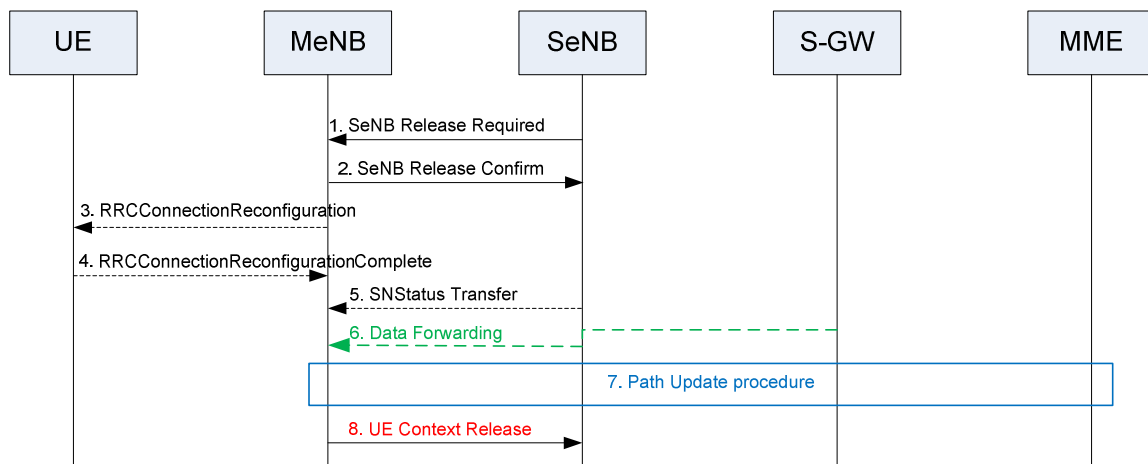 UE
MeNB
SeNB
S-GW
MME
1. SeNB Release Required
2. SeNB Release Confirm
3. RRCConnectionReconfiguration
4. RRCConnectionReconfigurationComplete
5. SNStatus Transfer
6. Data Forwarding
7. Path Update procedure
8. UE Context Release